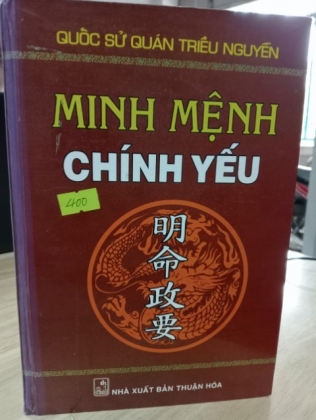 QUỐC SỬ QUÁN TRIỀU NGUYỄN
MINH MỆNH
CHÍNH YẾU
400
明命政要
NHÀ XUẤT BẢN THUẬN HÓA